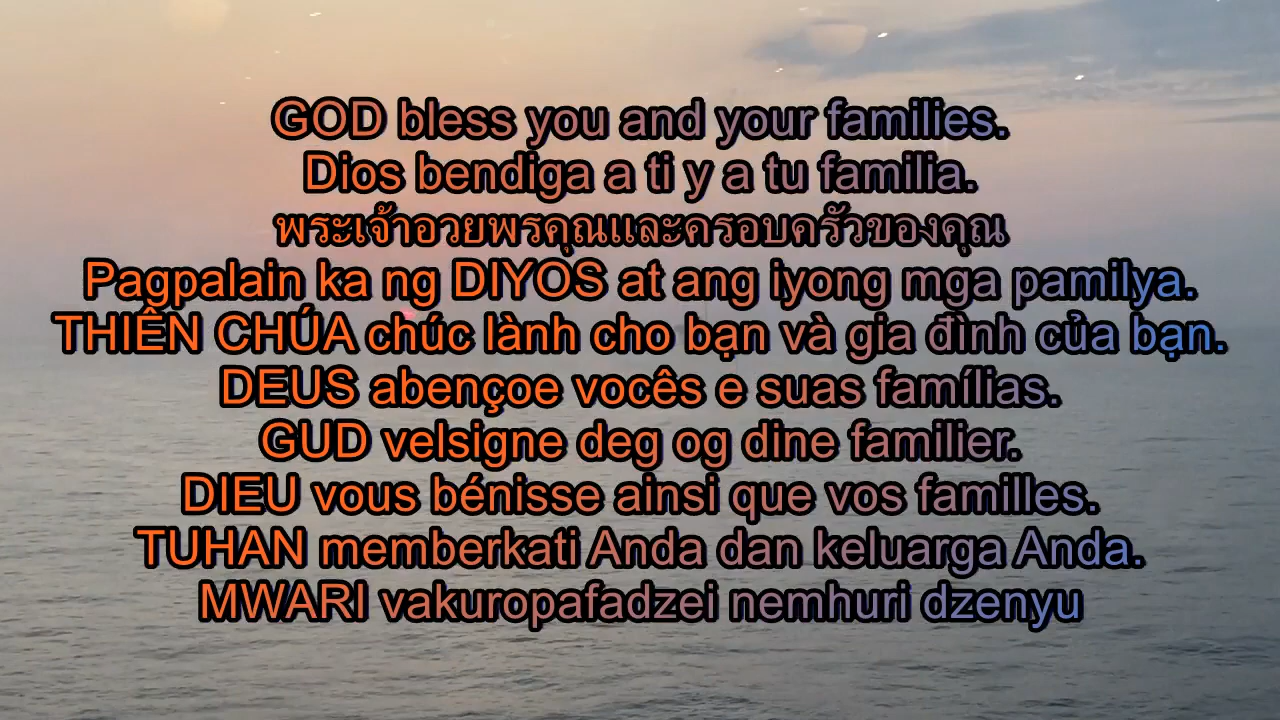 GOD bless you and your families.
Dios bendiga a ti y a tu familia.
พระเจ้าอวยพรคุณและครอบครัวของคุณ
Pagpalain ka ng DIYOS at ang iyong mga pamilya.
THIÊN CHÚA chúc lành cho bạn và gia đình của bạn.
DEUS abençoe vocês e suas famílias.
GUD velsigne deg og dine familier.
DIEU vous bénisse ainsi que vos familles.
TUHAN memberkati Anda dan keluarga Anda.
MWARI vakuropafadzei nemhuri dzenyu